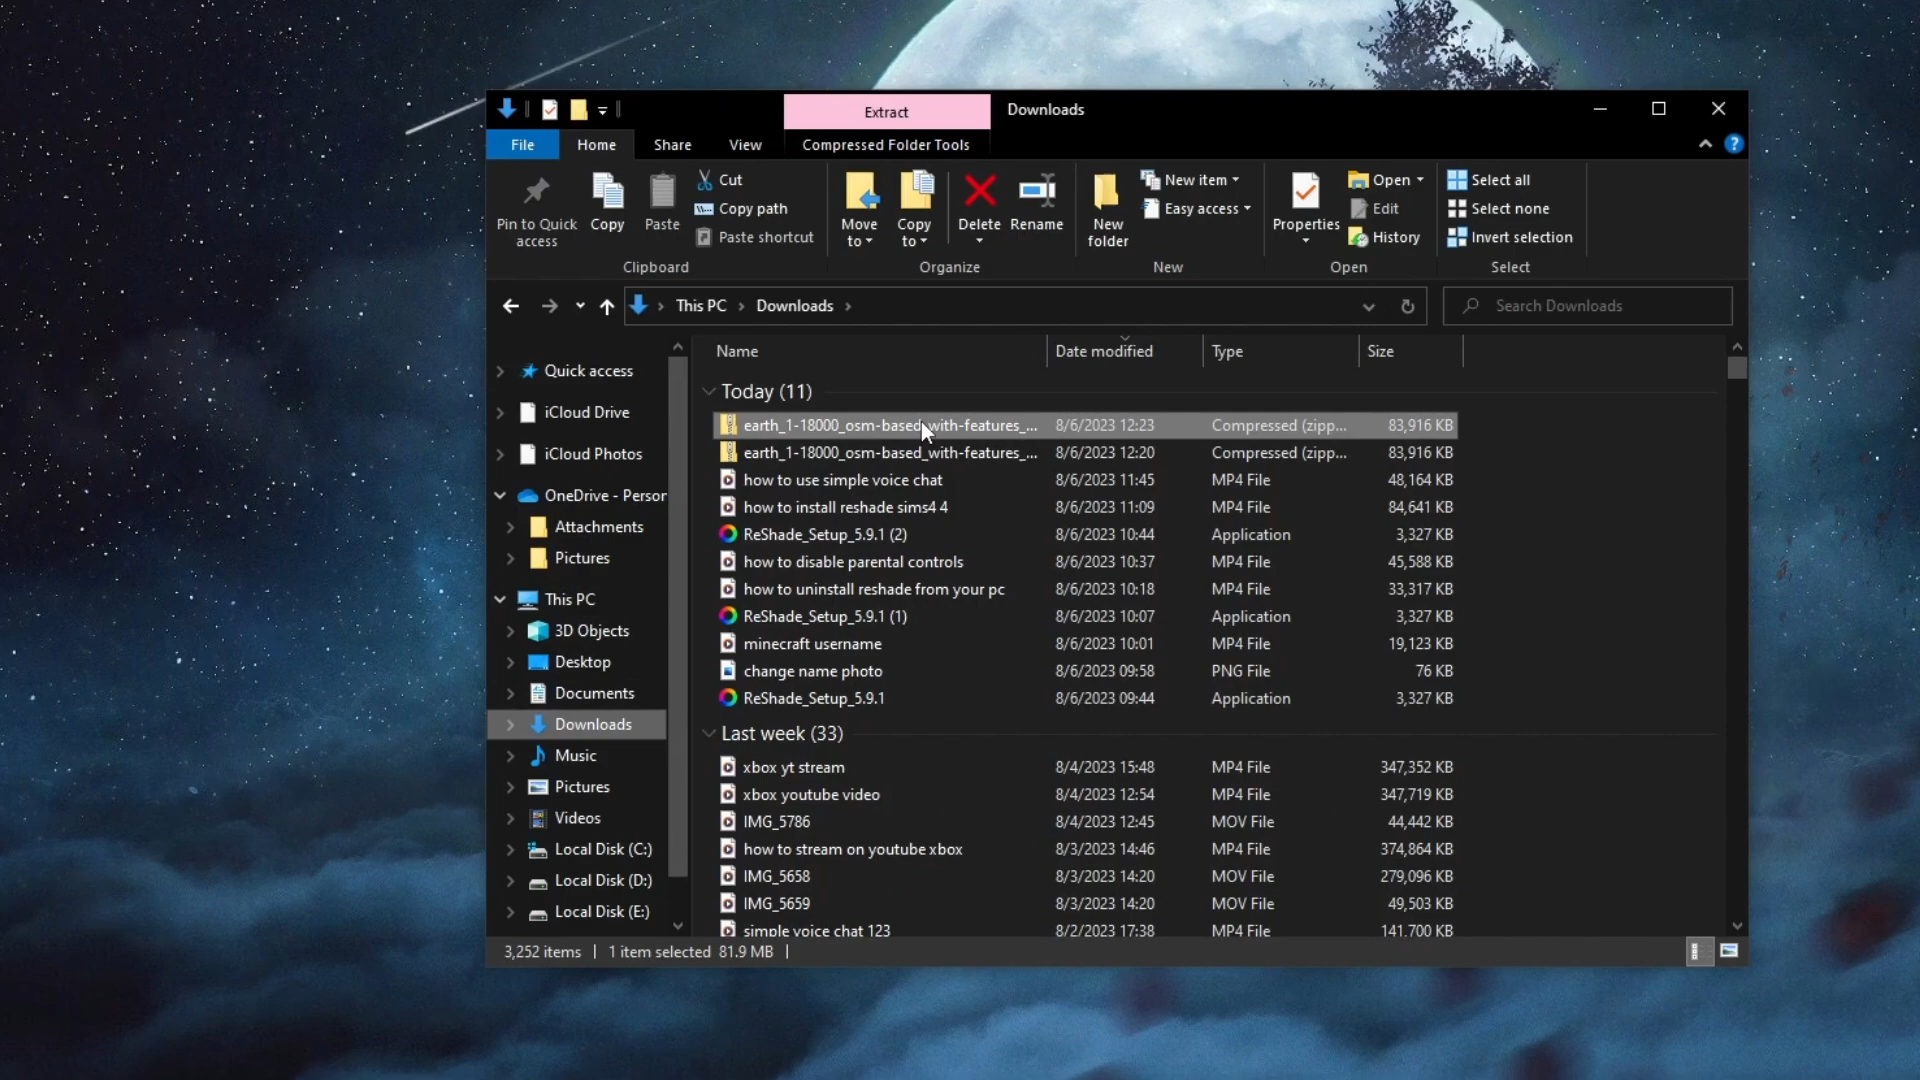 Extract
Downloads
File
Home
Share
View
Compressed Folder Tools
Pin to Quick access
Copy
Paste
Cut
Copy path
Paste shortcut
Clipboard
Move to
Copy to
Delete
Rename
Organize
New folder
New item
Easy access
New
Properties
Open
Edit
History
Open
Select all
Select none
Invert selection
Select
This PC
Downloads
Search Downloads
Quick access
iCloud Drive
iCloud Photos
OneDrive - Person
Attachments
Pictures
This PC
3D Objects
Desktop
Documents
Downloads
Music
Pictures
Videos
Local Disk (C:)
Local Disk (D:)
Local Disk (E:)
Name Date modified Type Size
Today (11)
earth_1-18000_osm-based_with-features_... 8/6/2023 12:23 Compressed (zipp... 83,916 KB
earth_1-18000_osm-based_with-features_... 8/6/2023 12:20 Compressed (zipp... 83,916 KB
how to use simple voice chat 8/6/2023 11:45 MP4 File 48,164 KB
how to install reshade sims4 4 8/6/2023 11:09 MP4 File 84,641 KB
ReShade_Setup_5.9.1 (2) 8/6/2023 10:44 Application 3,327 KB
how to disable parental controls 8/6/2023 10:37 MP4 File 45,588 KB
how to uninstall reshade from your pc 8/6/2023 10:18 MP4 File 33,317 KB
ReShade_Setup_5.9.1 (1) 8/6/2023 10:07 Application 3,327 KB
minecraft username 8/6/2023 10:01 MP4 File 19,123 KB
change name photo 8/6/2023 09:58 PNG File 76 KB
ReShade_Setup_5.9.1 8/6/2023 09:44 Application 3,327 KB
Last week (33)
xbox yt stream 8/4/2023 15:48 MP4 File 347,352 KB
xbox youtube video 8/4/2023 12:54 MP4 File 347,719 KB
IMG_5786 8/4/2023 12:45 MOV File 44,442 KB
how to stream on youtube xbox 8/3/2023 14:46 MP4 File 374,864 KB
IMG_5658 8/3/2023 14:20 MOV File 279,096 KB
IMG_5659 8/3/2023 14:20 MOV File 49,503 KB
simple voice chat 123 8/2/2023 17:38 MP4 File 141,700 KB
3,252 items 1 item selected 81.9 MB